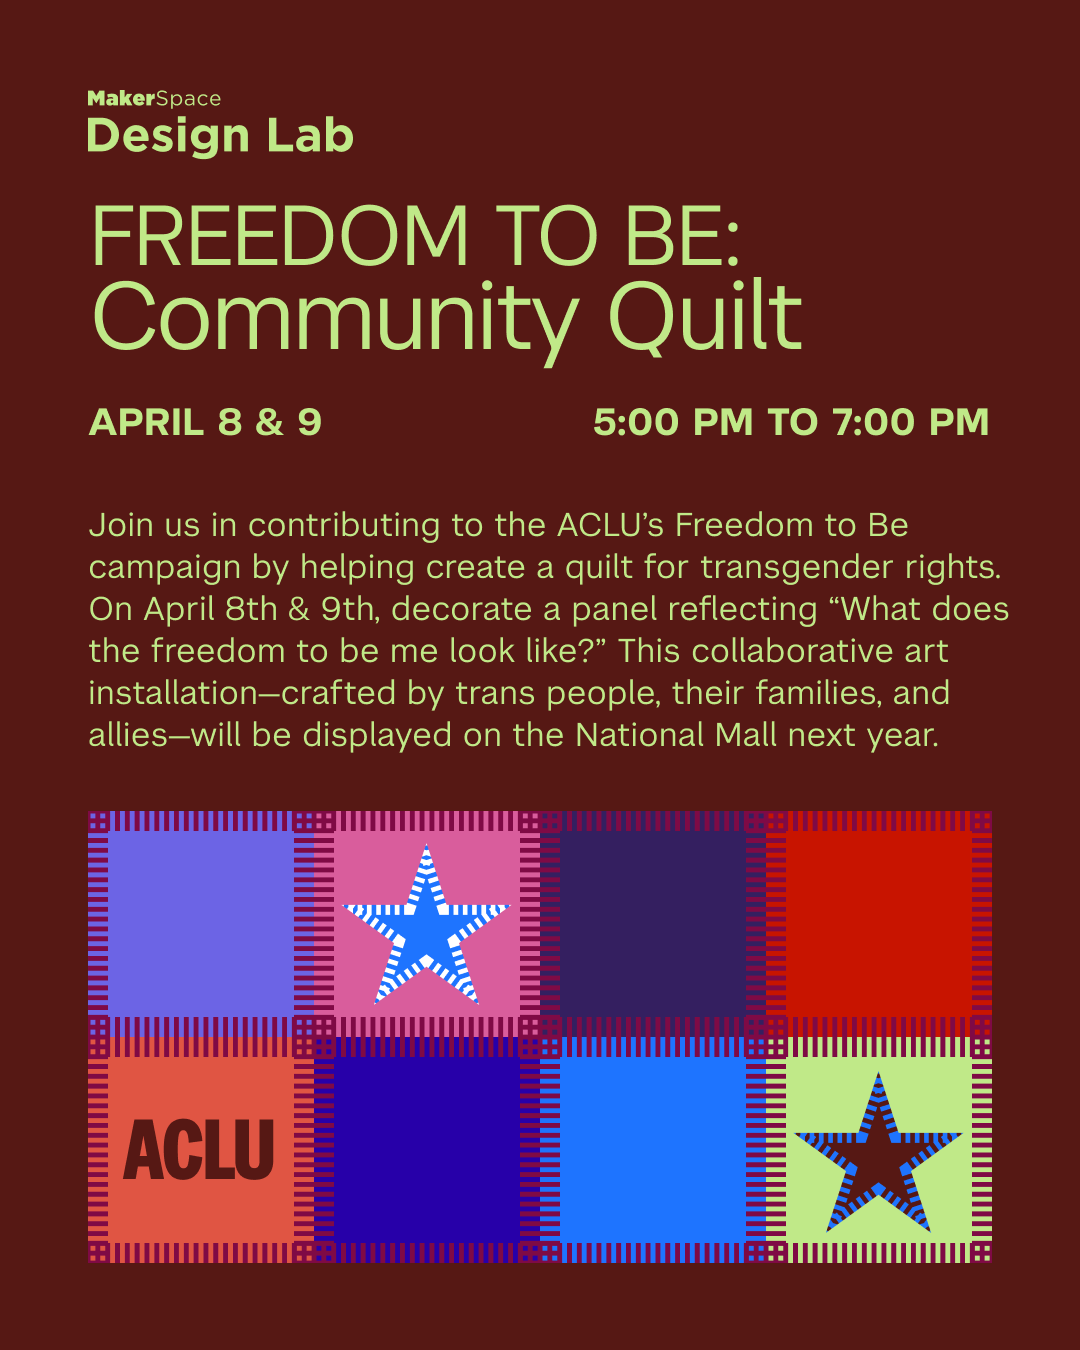 MakerSpace
Design Lab
FREEDOM TO BE:
Community Quilt
APRIL 8 & 9 5:00 PM TO 7:00 PM
Join us in contributing to the ACLU’s Freedom to Be
campaign by helping create a quilt for transgender rights.
On April 8th & 9th, decorate a panel reflecting “What does
the freedom to be me look like?” This collaborative art
installation—crafted by trans people, their families, and
allies—will be displayed on the National Mall next year.
ACLU